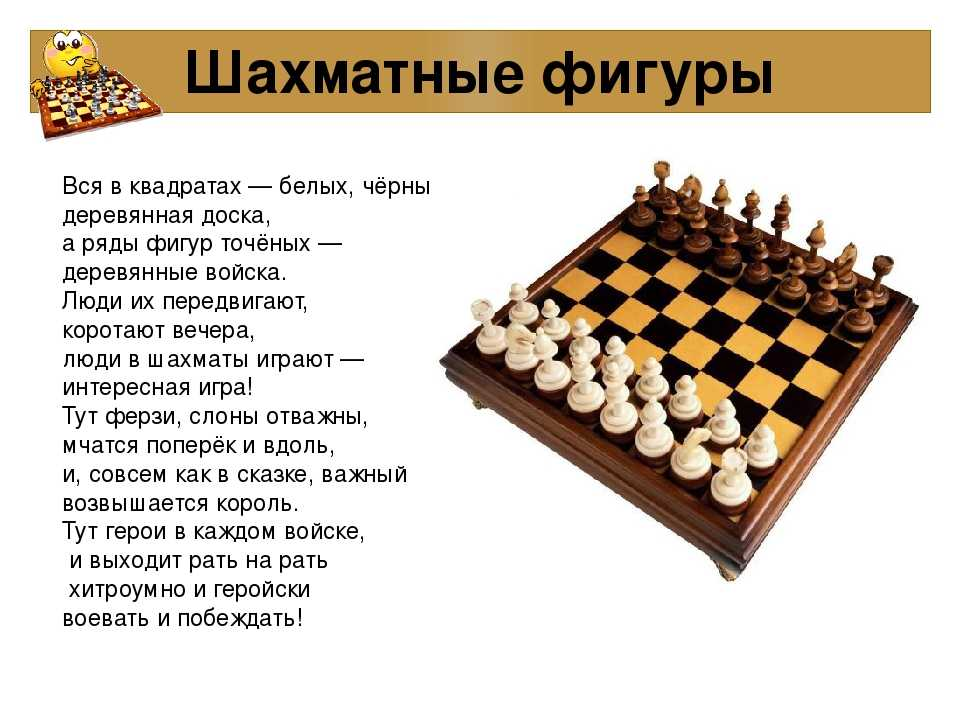 Шахматные фигуры
Вся в квадратах — белых, чёрны
деревянная доска,
а ряды фигур точёных —
деревянные войска.
Люди их передвигают,
коротают вечера,
люди в шахматы играют —
интересная игра!
Тут ферзи, слоны отважны,
мчатся поперёк и вдоль,
и, совсем как в сказке, важный
возвышается король.
Тут герои в каждом войске,
и выходит рать на рать
хитроумно и геройски
воевать и побеждать!